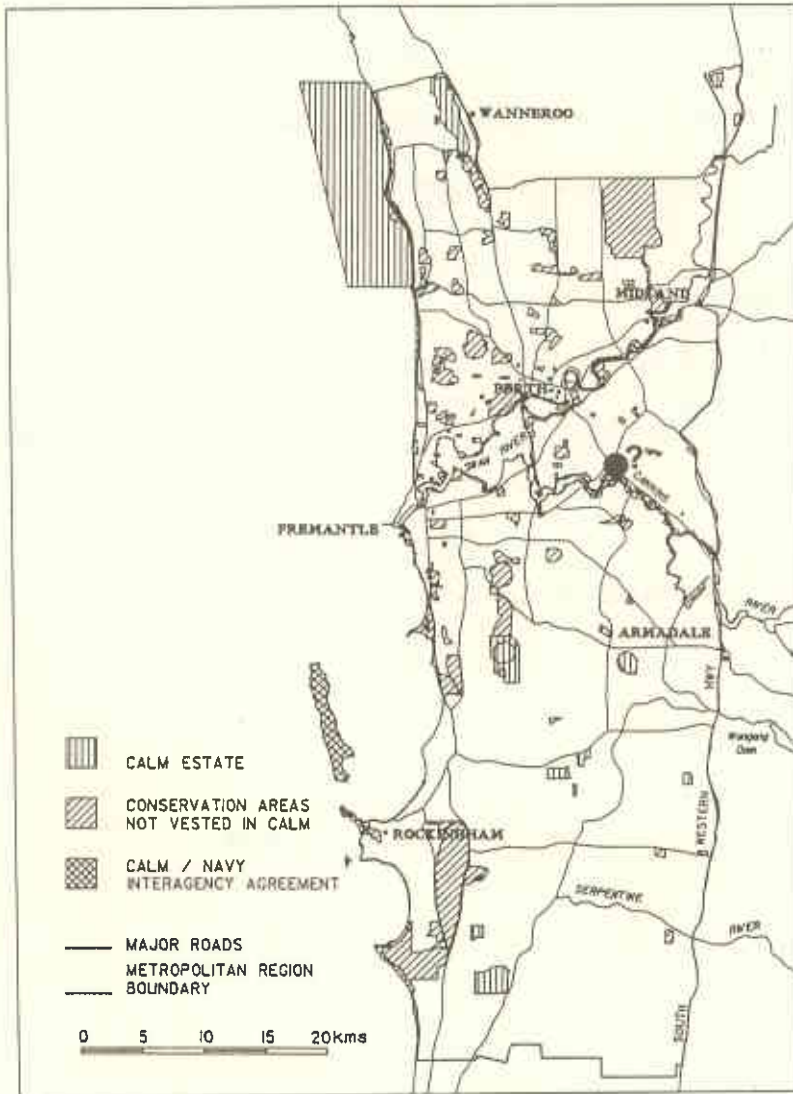 WANNEROO
MIDLAND
PERTH
SWAN RIVER
?
CANNING
FREMANTLE
RIVER
ARMADALE
HWY
Wungong
Dam
CALM ESTATE
CONSERVATION AREAS
NOT VESTED IN CALM
WESTERN
ROCKINGHAM
CALM / NAVY
INTERAGENCY AGREEMENT
SERPENTINE
RIVER
MAJOR ROADS
METROPOLITAN REGION
BOUNDARY
SOUTH
0 5 10 15 20kms